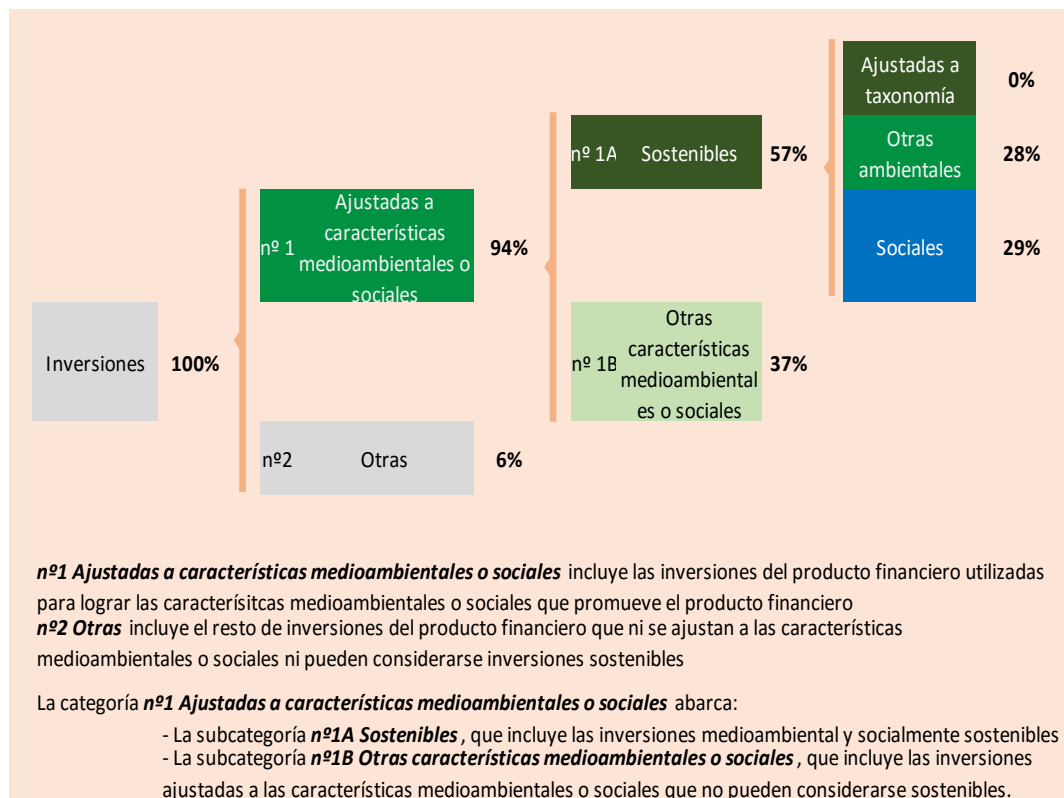 Ajustadas a
taxonomía
0%
nº 1A Sostenibles 57%
Otras
ambientales
28%
nº 1
Ajustadas a
características
medioambientales o
sociales
94%
Sociales 29%
Inversiones 100%
nº 1B
Otras
características
medioambiental
es o sociales
37%
nº2 Otras 6%
nº1 Ajustadas a características medioambientales o sociales incluye las inversiones del producto financiero utilizadas
para lograr las caracterísitcas medioambientales o sociales que promueve el producto financiero
nº2 Otras incluye el resto de inversiones del producto financiero que ni se ajustan a las características
medioambientales o sociales ni pueden considerarse inversiones sostenibles
La categoría nº1 Ajustadas a características medioambientales o sociales abarca:
- La subcategoría nº1A Sostenibles, que incluye las inversiones medioambiental y socialmente sostenibles
- La subcategoría nº1B Otras características medioambientales o sociales, que incluye las inversiones
ajustadas a las características medioambientales o sociales que no pueden considerarse sostenibles.